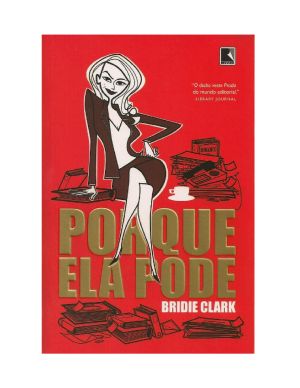 "O diabo veste Prada
do mundo editorial."
LIBRARY JOURNAL
PORQUE
ELA PODE
BRIDIE CLARK